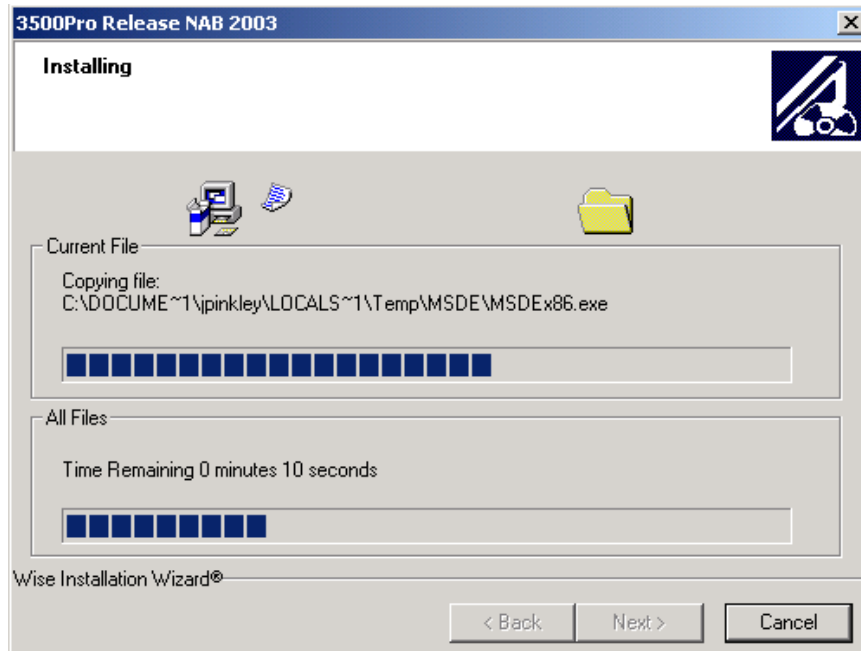 3500Pro Release NAB 2003
Installing
Current File
Copying file:
C:\DOCUME~1\jpinkley\LOCALS~1\Temp\MSDE\MSDEx86.exe
All Files
Time Remaining 0 minutes 10 seconds
Wise Installation Wizard®
< Back
Next >
Cancel